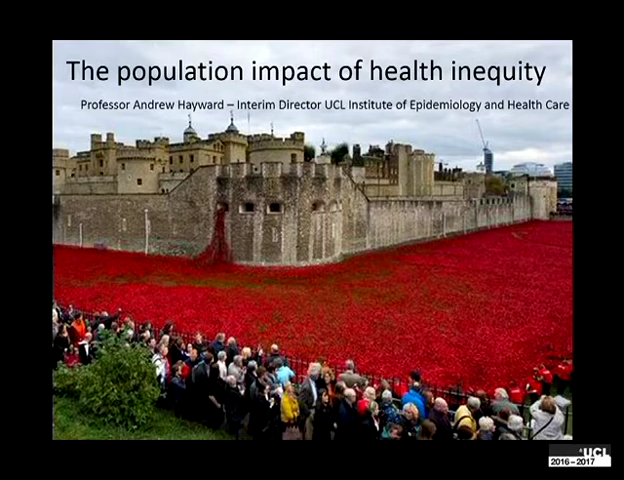 The population impact of health inequity
Professor Andrew Hayward – Interim Director UCL Institute of Epidemiology and Health Care
UCL
2016 – 2017